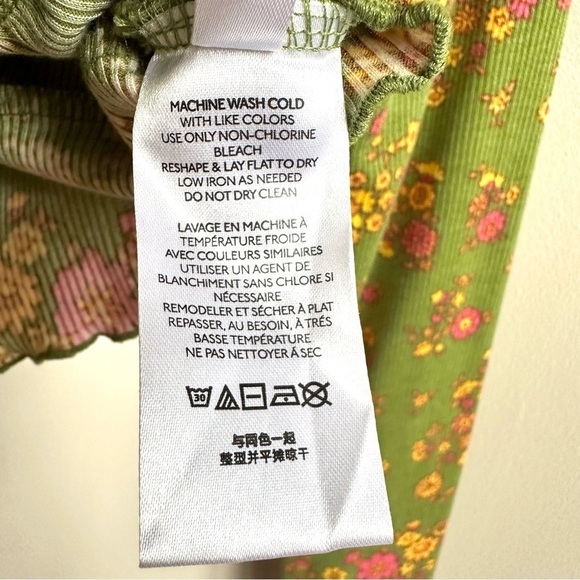 MACHINE WASH COLD
WITH LIKE COLORS
USE ONLY NON-CHLORINE
BLEACH
RESHAPE & LAY FLAT TO DRY
LOW IRON AS NEEDED
DO NOT DRY CLEAN
LAVAGE EN MACHINE À
TEMPÉRATURE FROIDE
AVEC COULEURS SIMILAIRES
UTILISER UN AGENT DE
BLANCHIMENT SANS CHLORE SI
NÉCESSAIRE
REMODELER ET SÉCHER À PLAT
REPASSER, AU BESOIN, À TRÉS
BASSE TEMPÉRATURE
NE PAS NETTOYER À SEC
30
与同色一起
整型并平摊晾干